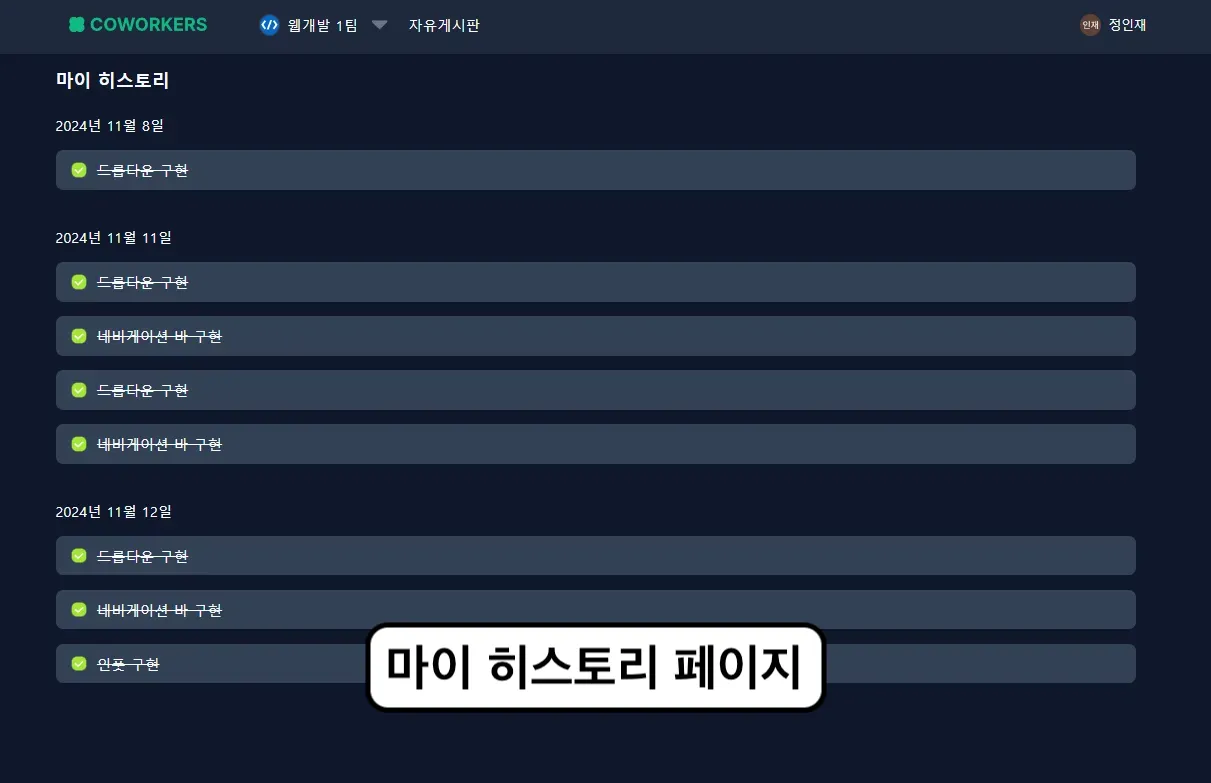 COWORKERS 웹개발 1팀 자유게시판 인재 정인재
마이 히스토리
2024년 11월 8일
드롭다운 구현
2024년 11월 11일
드롭다운 구현
네비게이션 바 구현
드롭다운 구현
네비게이션 바 구현
2024년 11월 12일
드롭다운 구현
네비게이션 바 구현
인풋 구현
마이 히스토리 페이지